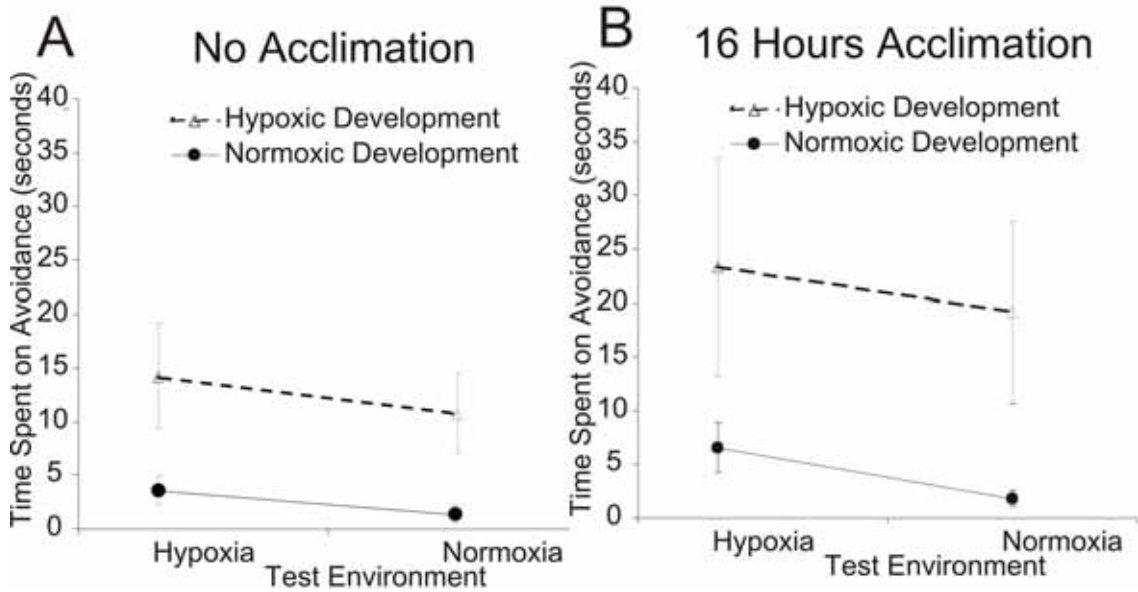 A
No Acclimation
Time Spent on Avoidance (seconds)
40
35
30
25
20
15
10
5
0
Hypoxic Development
Normoxic Development
Hypoxia
Normoxia
Test Environment
B
16 Hours Acclimation
Time Spent on Avoidance (seconds)
40
35
30
25
20
15
10
5
0
Hypoxic Development
Normoxic Development
Hypoxia
Normoxia
Test Environment